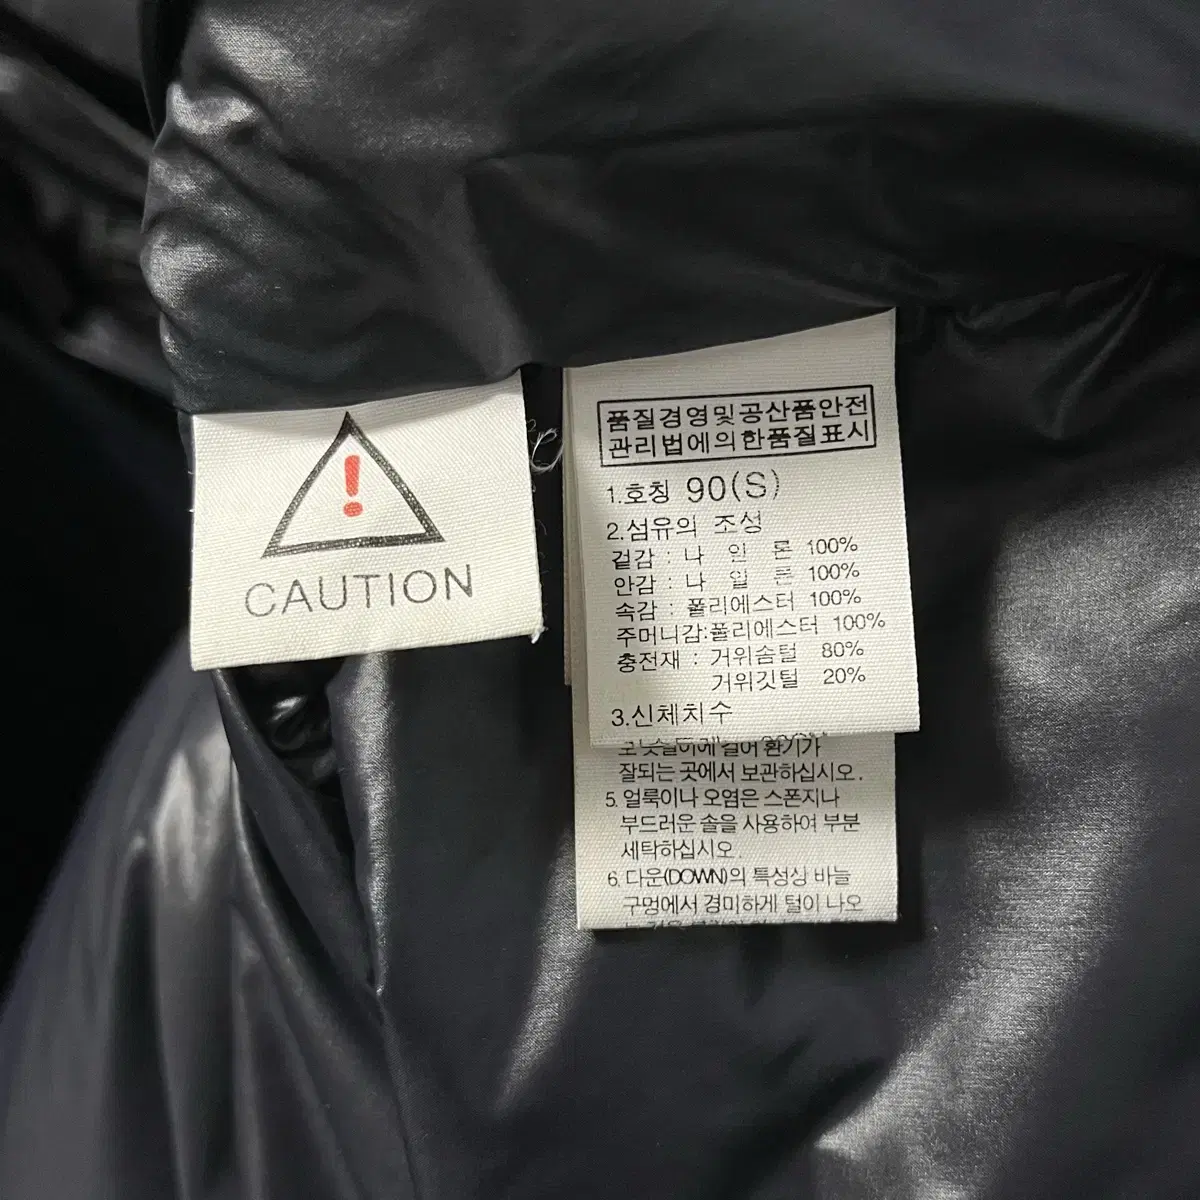 !
CAUTION
품질경영및공산품안전
관리법에의한품질표시
1.호칭 90(S)
2.섬유의 조성
겉감 : 나 일 론 100%
안감 : 나 일 론 100%
속감 : 폴리에스터 100%
주머니감:폴리에스터 100%
충전재 : 거위솜털 80%
거위깃털 20%
3.신체치수
잘되는 곳에서 보관하십시오.
5. 얼룩이나 오염은 스폰지나
부드러운 솔을 사용하여 부분
세탁하십시오.
6. 다운(DOWN)의 특성상 바늘
구멍에서 경미하게 털이 나오